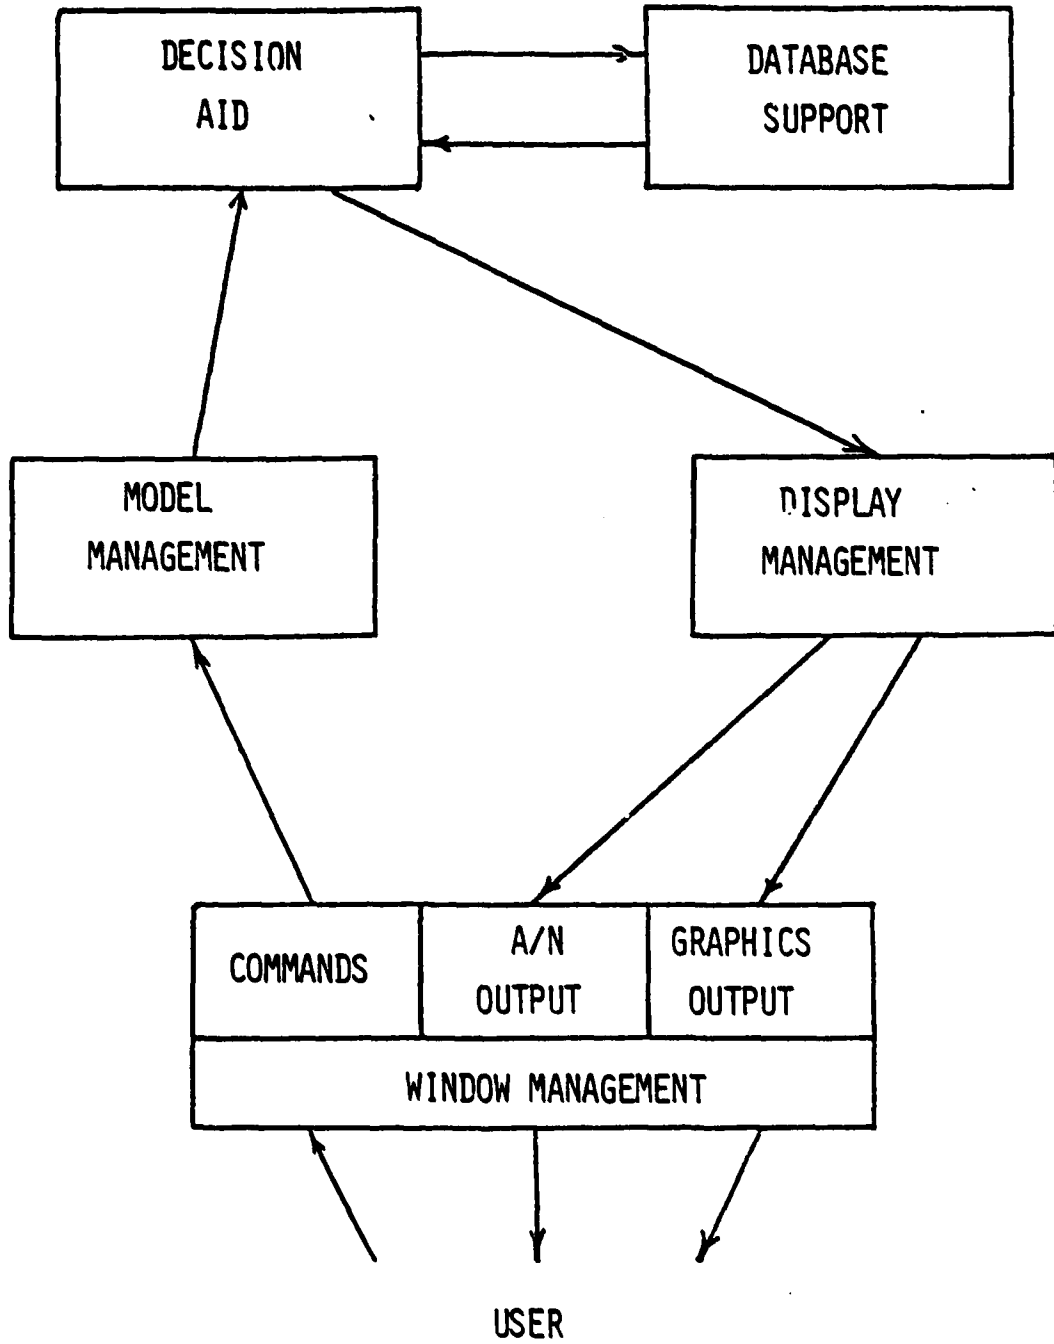 DECISION
AID
DATABASE
SUPPORT
MODEL
MANAGEMENT
DISPLAY
MANAGEMENT
COMMANDS
A/N
OUTPUT
GRAPHICS
OUTPUT
WINDOW MANAGEMENT
USER